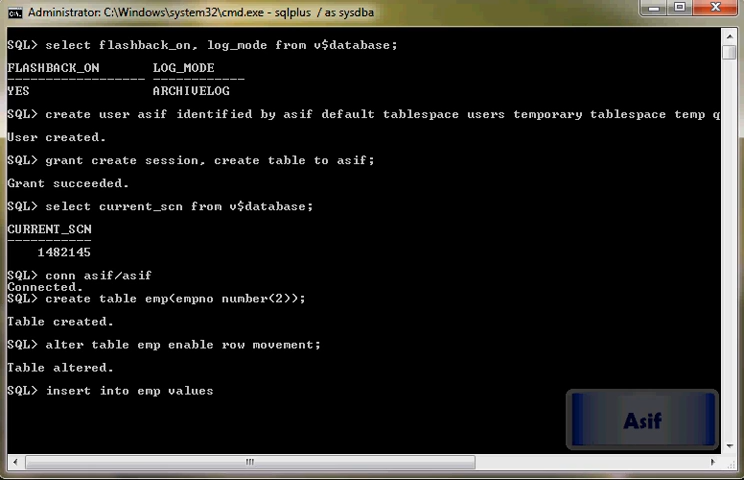 Administrator: C:\Windows\system32\cmd.exe - sqlplus / as sysdba
SQL> select flashback_on, log_mode from v$database;
FLASHBACK_ON LOG_MODE
------------------ ------------
YES ARCHIVELOG
SQL> create user asif identified by asif default tablespace users temporary tablespace temp q
User created.
SQL> grant create session, create table to asif;
Grant succeeded.
SQL> select current_scn from v$database;
CURRENT_SCN
-----------
1482145
SQL> conn asif/asif
Connected.
SQL> create table emp(empno number(2));
Table created.
SQL> alter table emp enable row movement;
Table altered.
SQL> insert into emp values
Asif